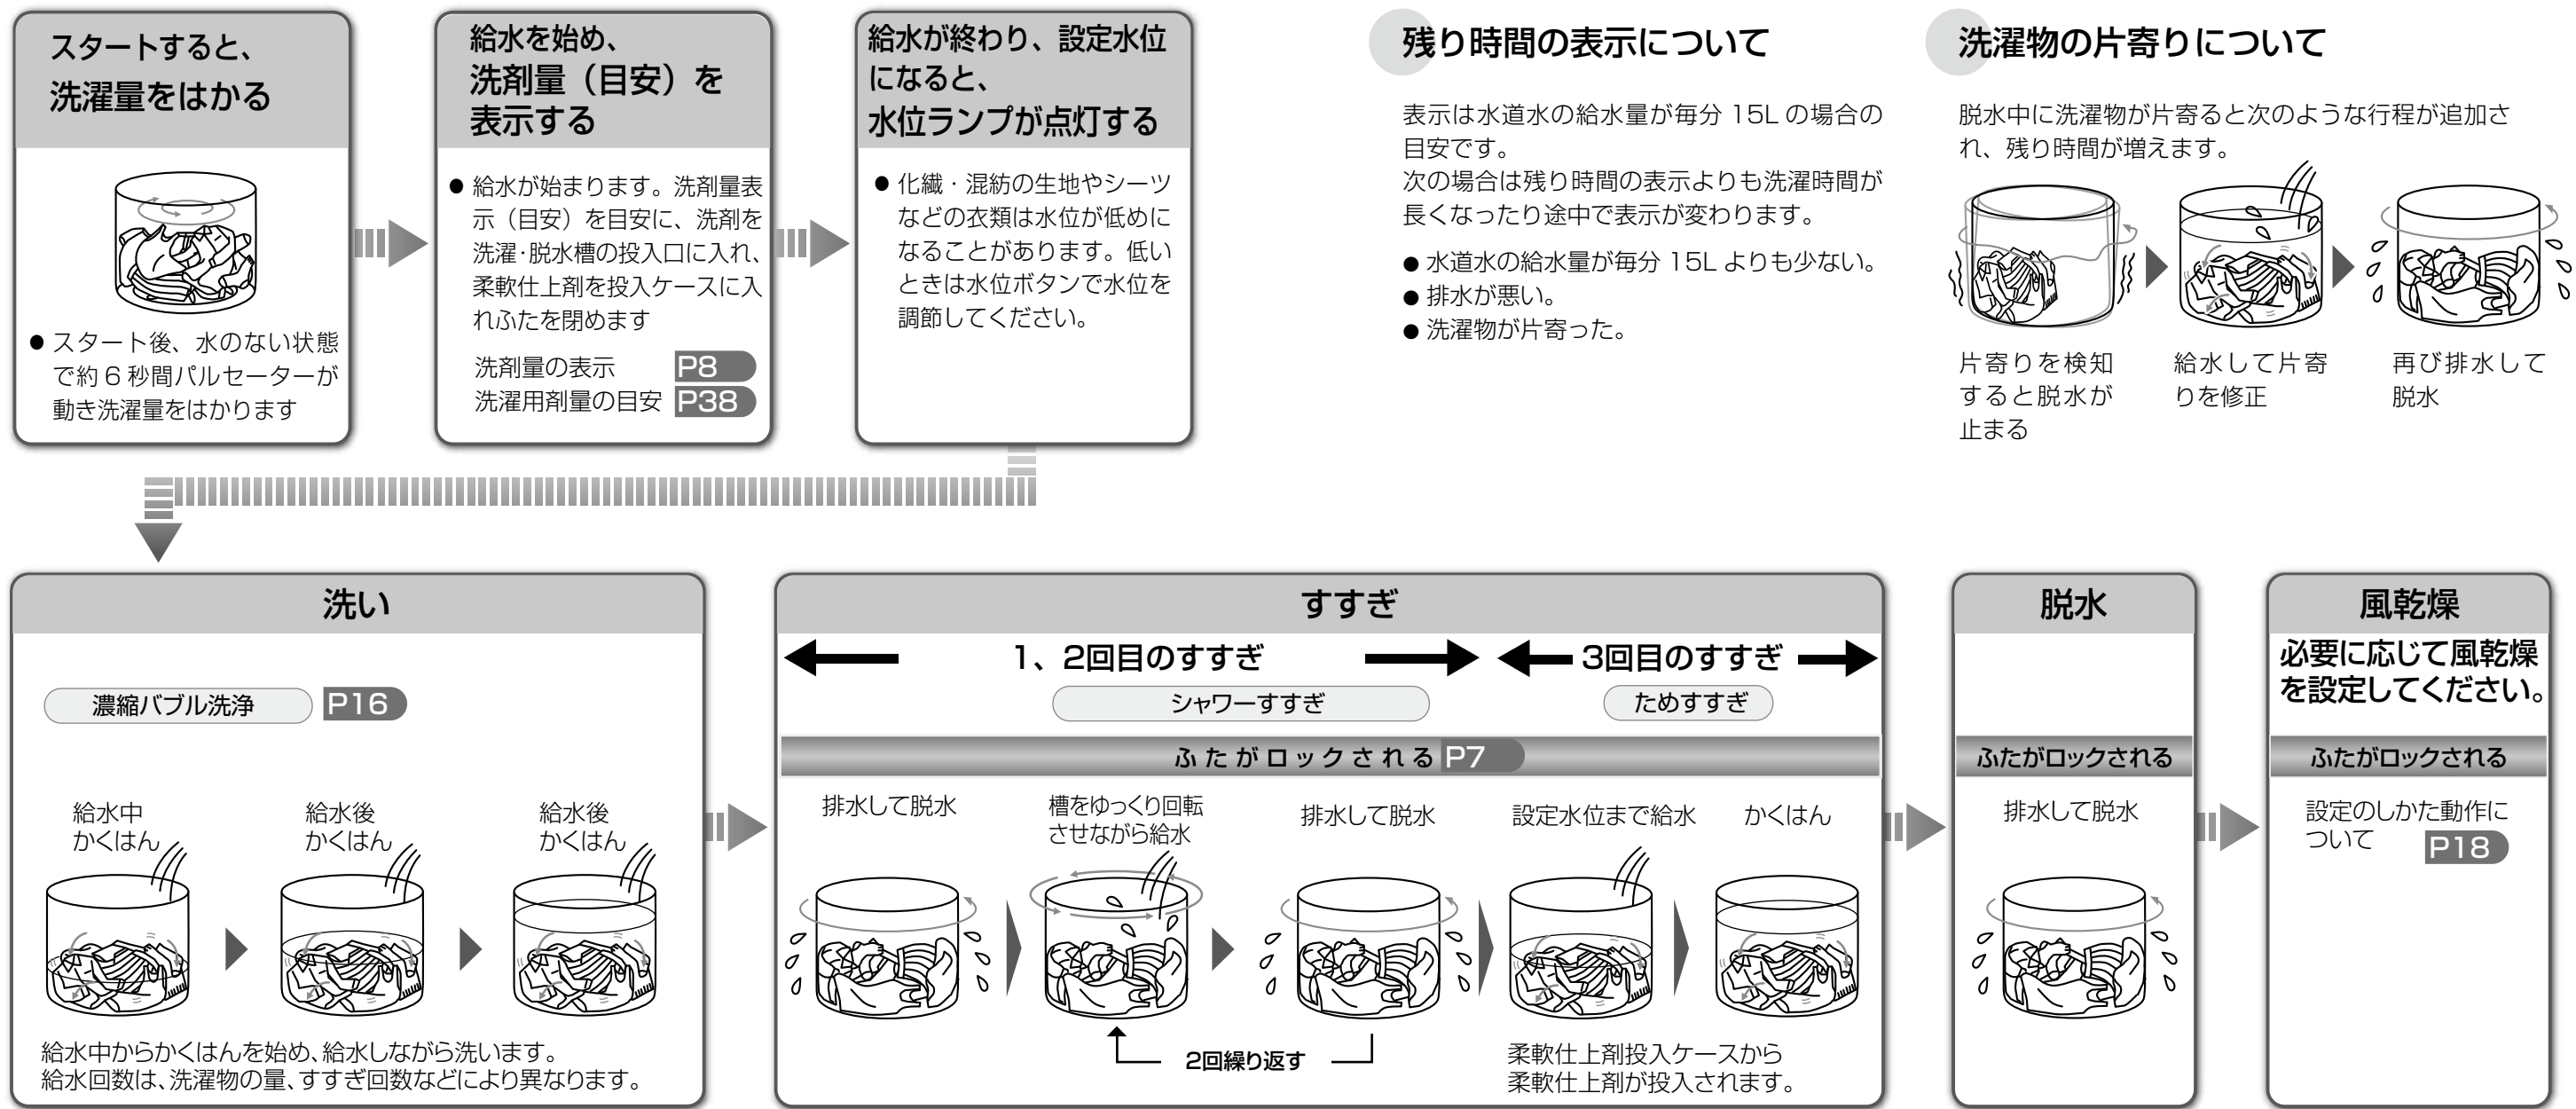 スタートすると、
洗濯量をはかる
● スタート後、水のない状態
で約6秒間パルセーターが
動き洗濯量をはかります
給水を始め、
洗剤量（目安）を
表示する
● 給水が始まります。洗剤量表
示（目安）を目安に、洗剤を
洗濯・脱水槽の投入口に入れ、
柔軟仕上剤を投入ケースに入
れふたを閉めます
洗剤量の表示 P8
洗濯用剤量の目安 P38
給水が終わり、設定水位
になると、
水位ランプが点灯する
● 化繊・混紡の生地やシーツ
などの衣類は水位が低めに
なることがあります。低い
ときは水位ボタンで水位を
調節してください。
残り時間の表示について
表示は水道水の給水量が毎分 15L の場合の
目安です。
次の場合は残り時間の表示よりも洗濯時間が
長くなったり途中で表示が変わります。
● 水道水の給水量が毎分 15L よりも少ない。
● 排水が悪い。
● 洗濯物が片寄った。
洗濯物の片寄りについて
脱水中に洗濯物が片寄ると次のような行程が追加さ
れ、残り時間が増えます。
片寄りを検知
すると脱水が
止まる
給水して片寄
りを修正
再び排水して
脱水
洗い
濃縮バブル洗浄 P16
給水中
かくはん
給水後
かくはん
給水後
かくはん
給水中からかくはんを始め、給水しながら洗います。
給水回数は、洗濯物の量、すすぎ回数などにより異なります。
すすぎ
1、2回目のすすぎ
3回目のすすぎ
シャワーすすぎ
ためすすぎ
ふたがロックされる P7
排水して脱水
槽をゆっくり回転
させながら給水
排水して脱水
設定水位まで給水
かくはん
2回繰り返す
柔軟仕上剤投入ケースから
柔軟仕上剤が投入されます。
脱水
ふたがロックされる
排水して脱水
風乾燥
必要に応じて風乾燥
を設定してください。
ふたがロックされる
設定のしかた動作に
ついて P18